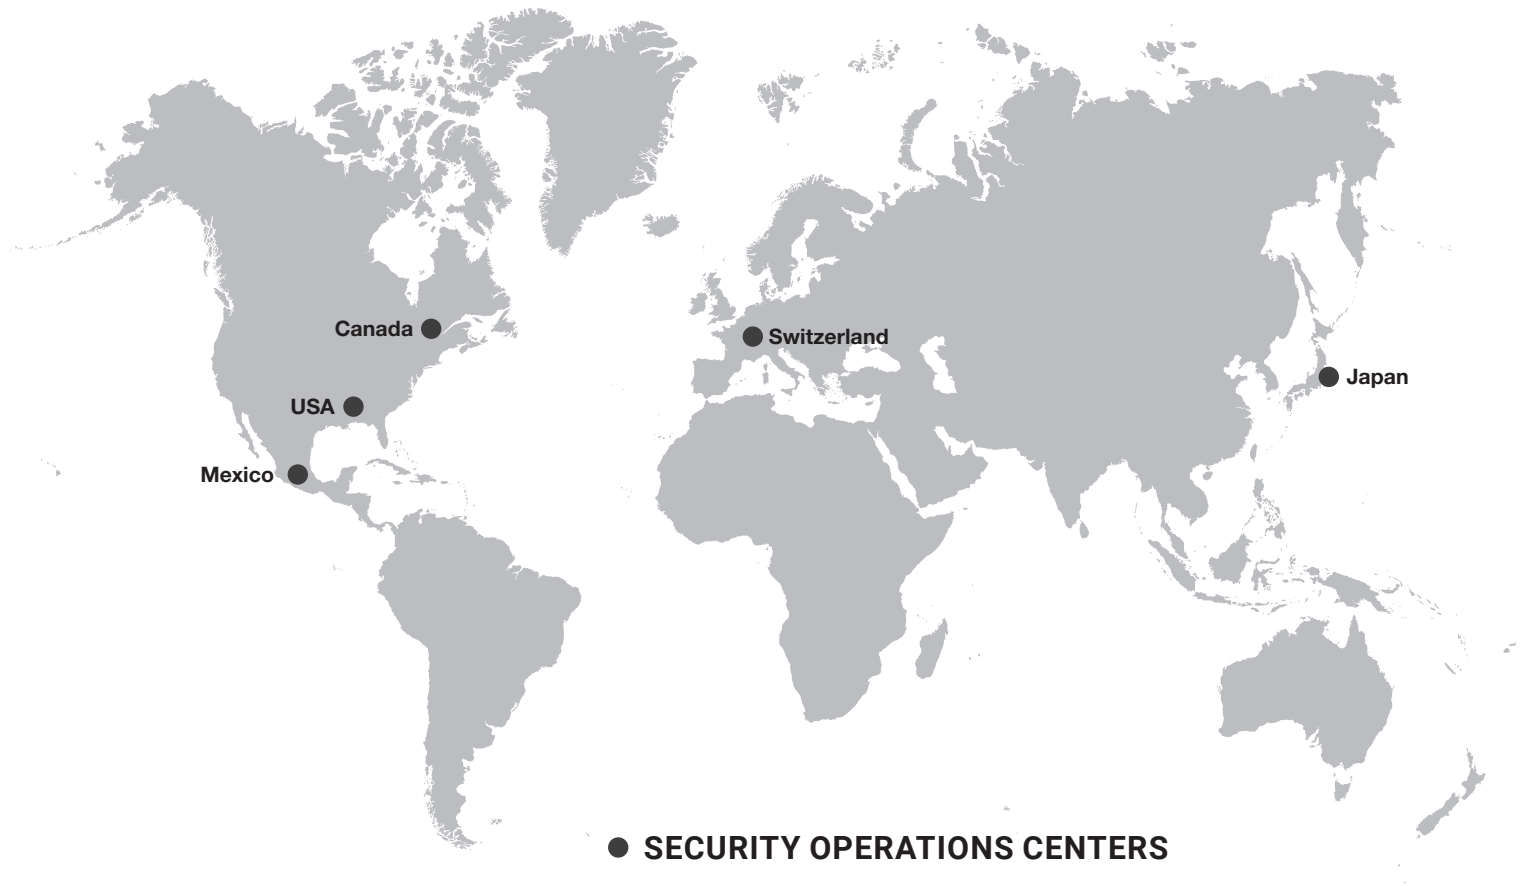 Canada
Switzerland
Japan
USA
Mexico
SECURITY OPERATIONS CENTERS